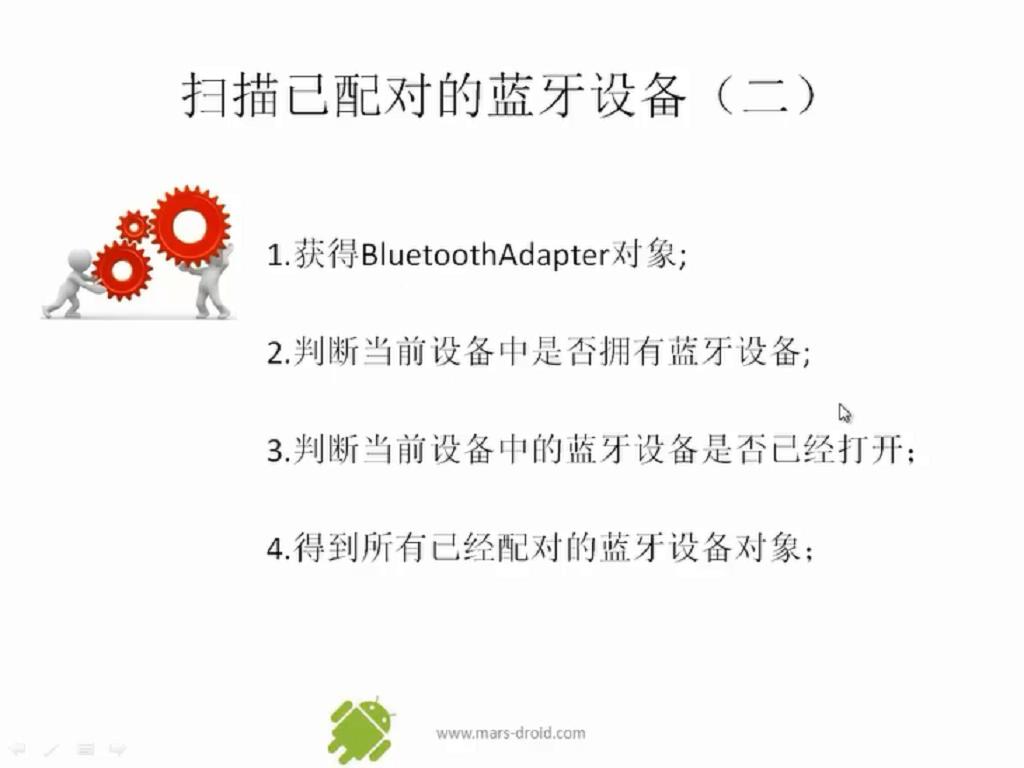 扫描已配对的蓝牙设备（二）
1.获得BluetoothAdapter对象;
2.判断当前设备中是否拥有蓝牙设备;
3.判断当前设备中的蓝牙设备是否已经打开；
4.得到所有已经配对的蓝牙设备对象；
www.mars-droid.com